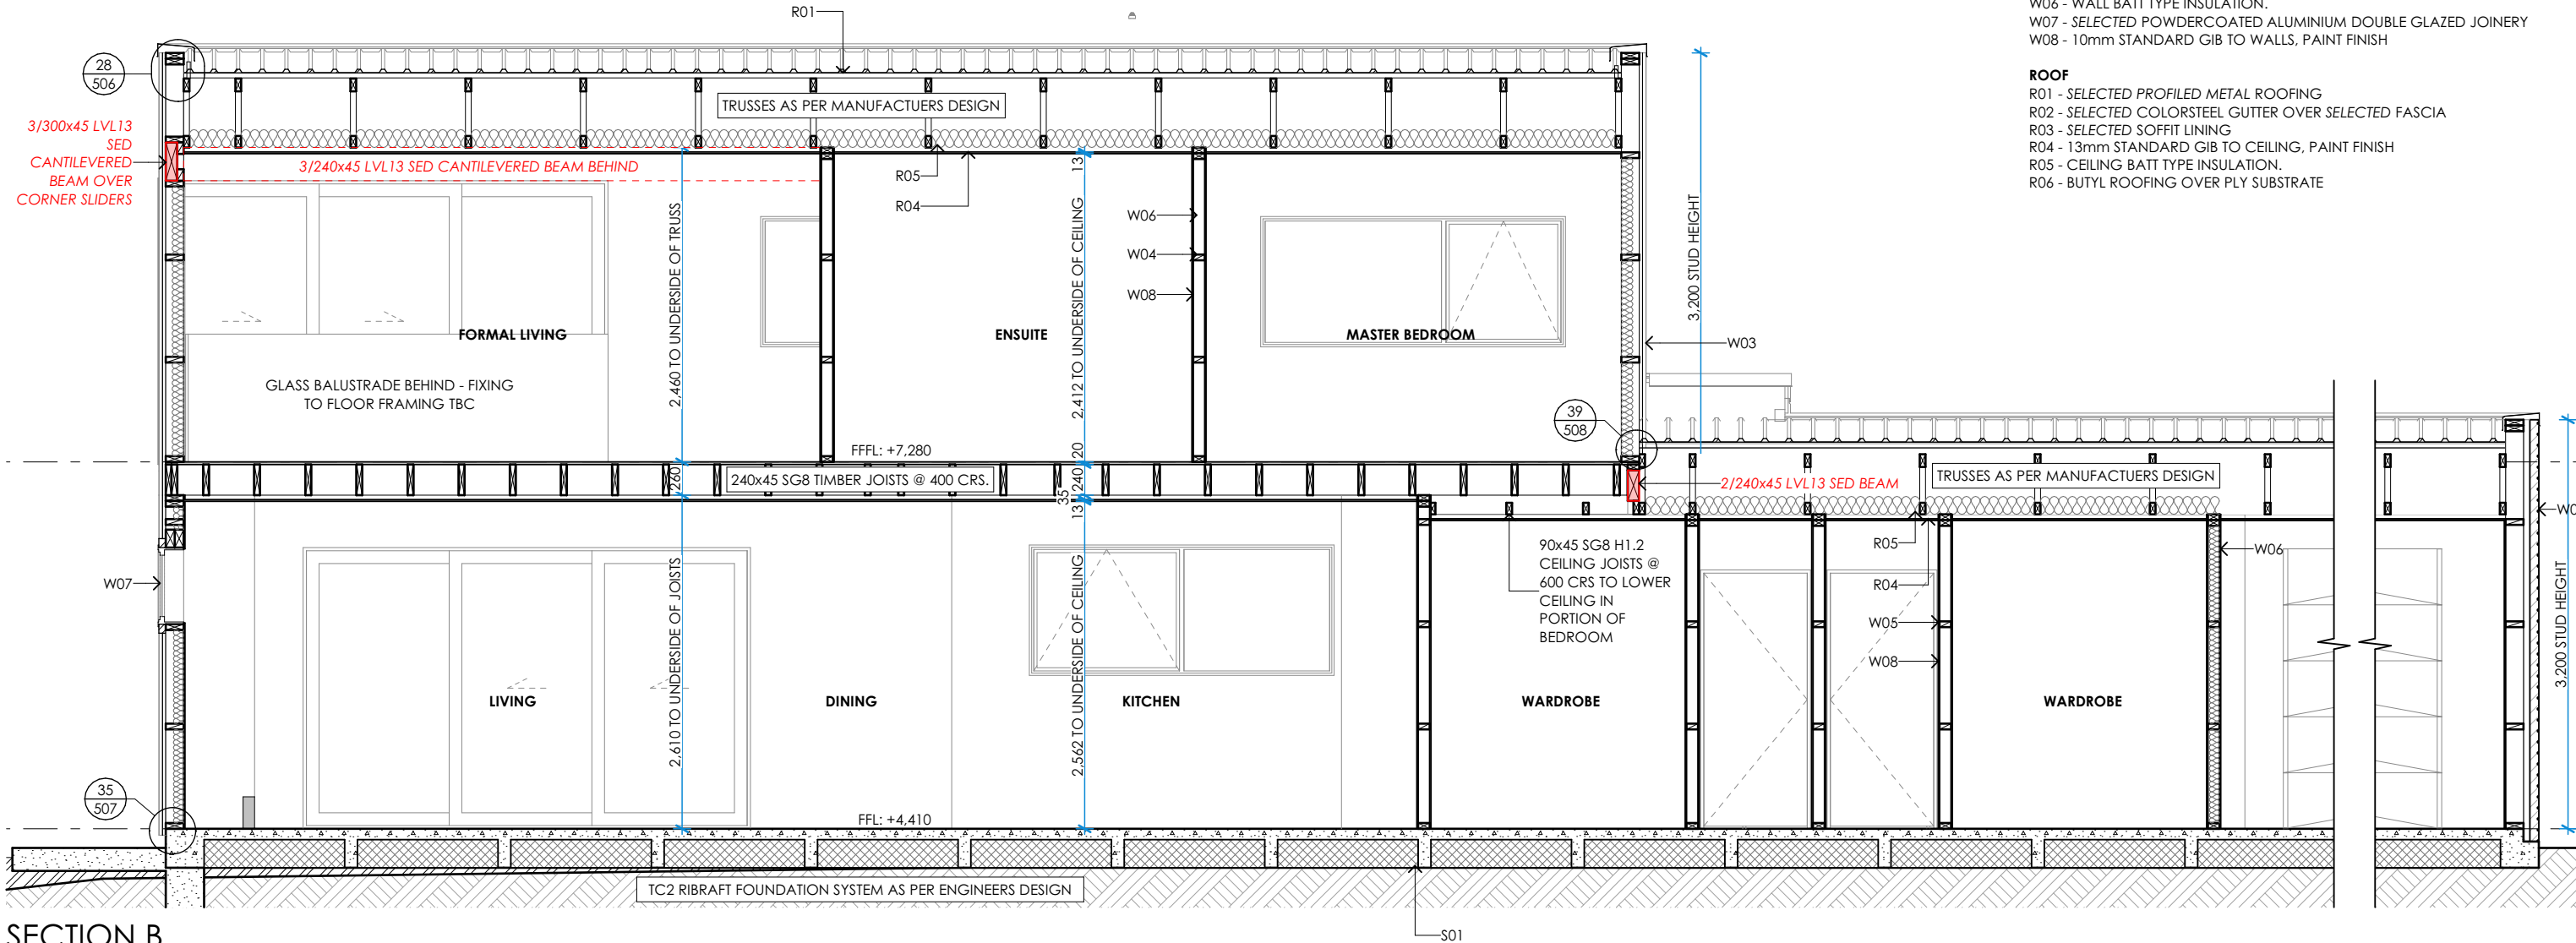 W06 - WALL BATT TYPE INSULATION.
W07 - SELECTED POWDERCOATED ALUMINIUM DOUBLE GLAZED JOINERY
W08 - 10mm STANDARD GIB TO WALLS, PAINT FINISH
ROOF
R01 - SELECTED PROFILED METAL ROOFING
R02 - SELECTED COLORSTEEL GUTTER OVER SELECTED FASCIA
R03 - SELECTED SOFFIT LINING
R04 - 13mm STANDARD GIB TO CEILING, PAINT FINISH
R05 - CEILING BATT TYPE INSULATION.
R06 - BUTYL ROOFING OVER PLY SUBSTRATE
R01
28
506
TRUSSES AS PER MANUFACTUERS DESIGN
3/300x45 LVL13
SED
CANTILEVERED
BEAM OVER
CORNER SLIDERS
3/240x45 LVL13 SED CANTILEVERED BEAM BEHIND
R05
R04
13
W06
W04
W08
2,460 TO UNDERSIDE OF TRUSS
2,412 TO UNDERSIDE OF CEILING
3,200 STUD HEIGHT
FORMAL LIVING
ENSUITE
MASTER BEDROOM
W03
GLASS BALUSTRADE BEHIND - FIXING
TO FLOOR FRAMING TBC
39
508
FFFL: +7,280
20
260
240x45 SG8 TIMBER JOISTS @ 400 CRS.
240
35
13
2/240x45 LVL13 SED BEAM
TRUSSES AS PER MANUFACTUERS DESIGN
W07
2,610 TO UNDERSIDE OF JOISTS
2,562 TO UNDERSIDE OF CEILING
90x45 SG8 H1.2
CEILING JOISTS @
600 CRS TO LOWER
CEILING IN
PORTION OF
BEDROOM
R05
R04
W05
W08
W06
3,200 STUD HEIGHT
LIVING
DINING
KITCHEN
WARDROBE
WARDROBE
35
507
FFL: +4,410
TC2 RIBRAFT FOUNDATION SYSTEM AS PER ENGINEERS DESIGN
S01
SECTION B